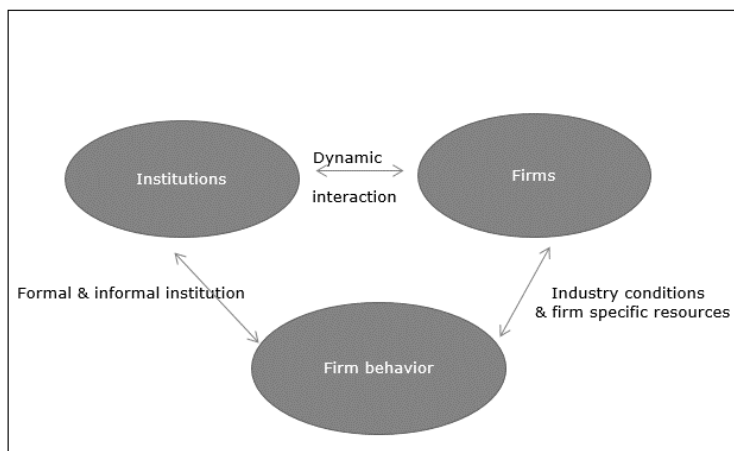 Dynamic
Institutions
Firms
interaction
Formal & informal institution
Industry conditions
& firm specific resources
Firm behavior